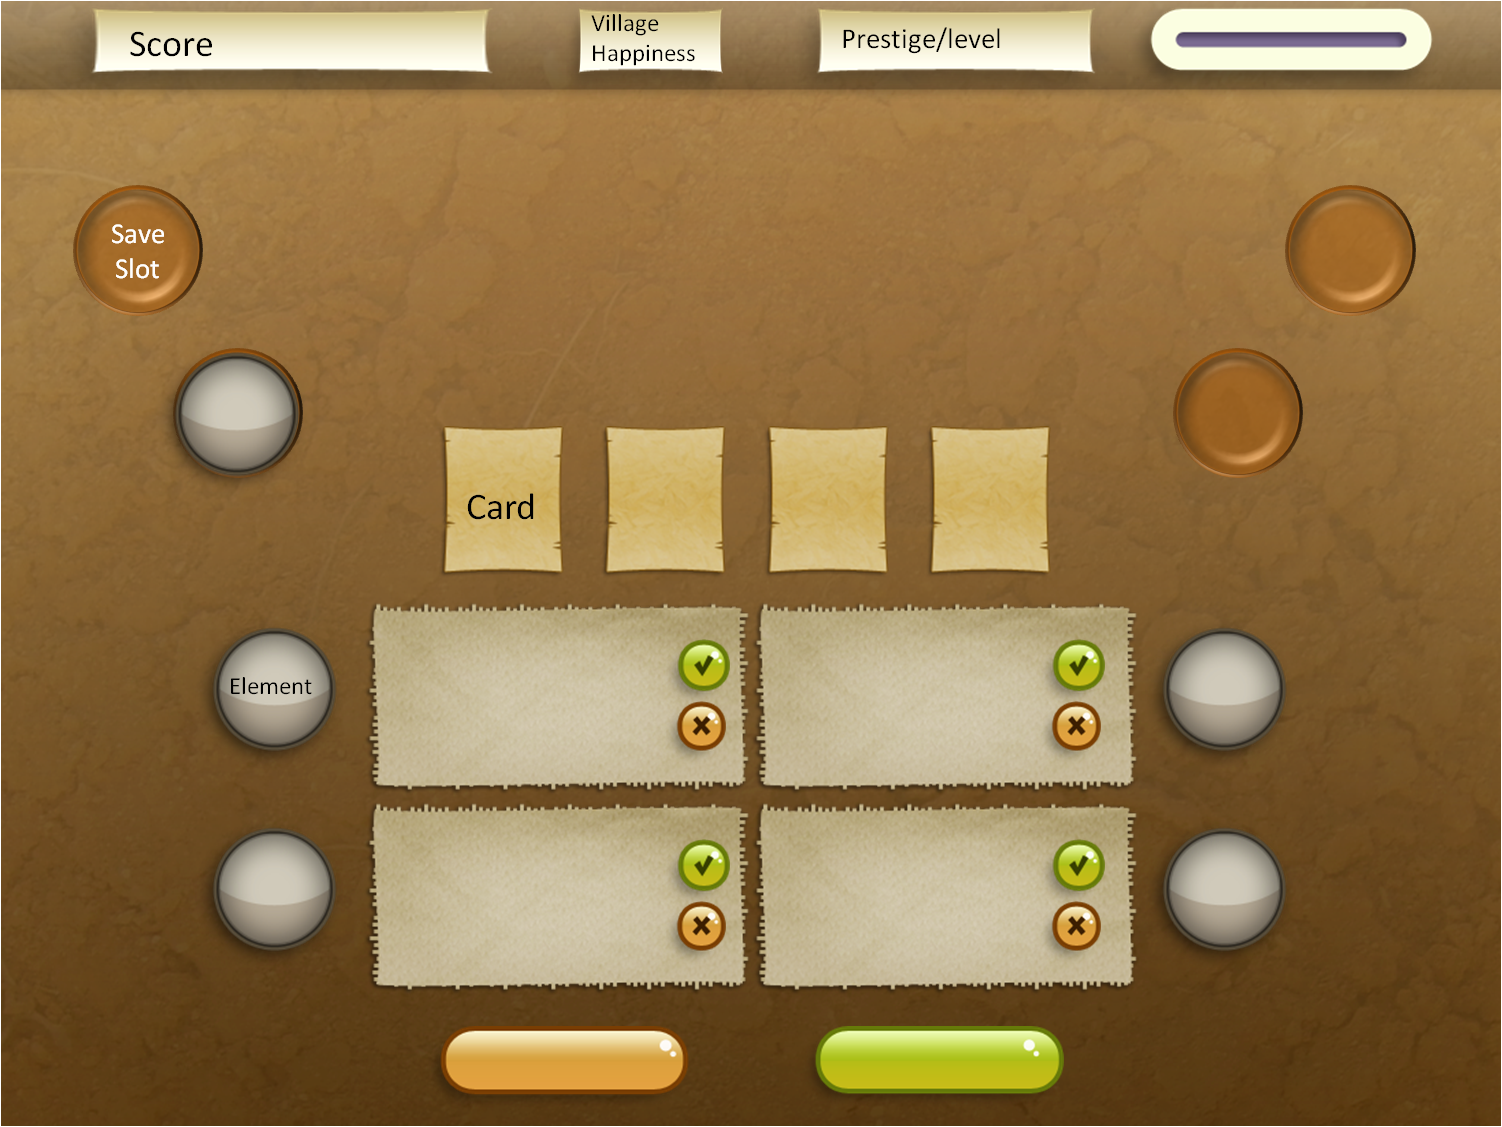 Score
Village
Happiness
Prestige/level
Save
Slot
Card
Element